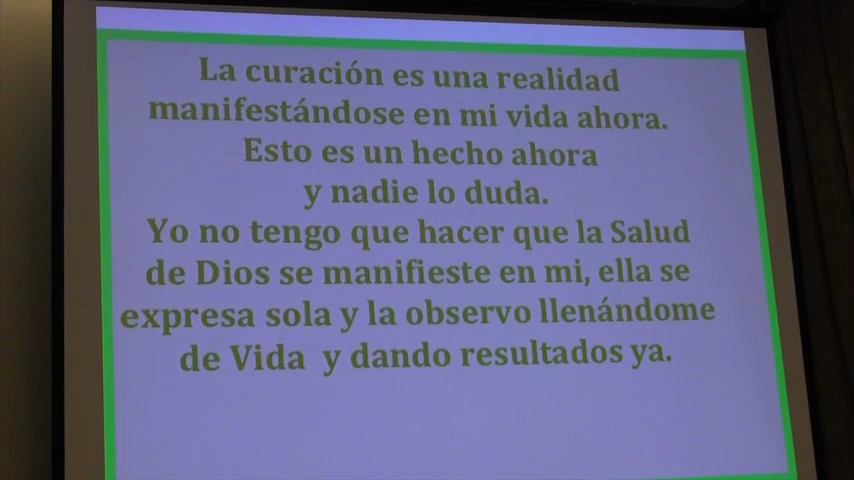 La curación es una realidad
manifestándose en mi vida ahora.
Esto es un hecho ahora
y nadie lo duda.
Yo no tengo que hacer que la Salud
de Dios se manifieste en mi, ella se
expresa sola y la observo llenándome
de Vida y dando resultados ya.